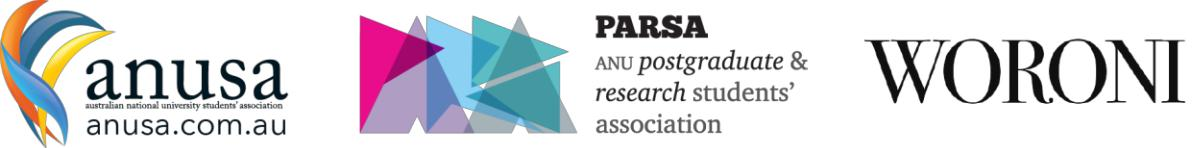 anusa
australian national university students' association
anusa.com.au
PARSA
ANU postgraduate &
research students'
association
WORONI